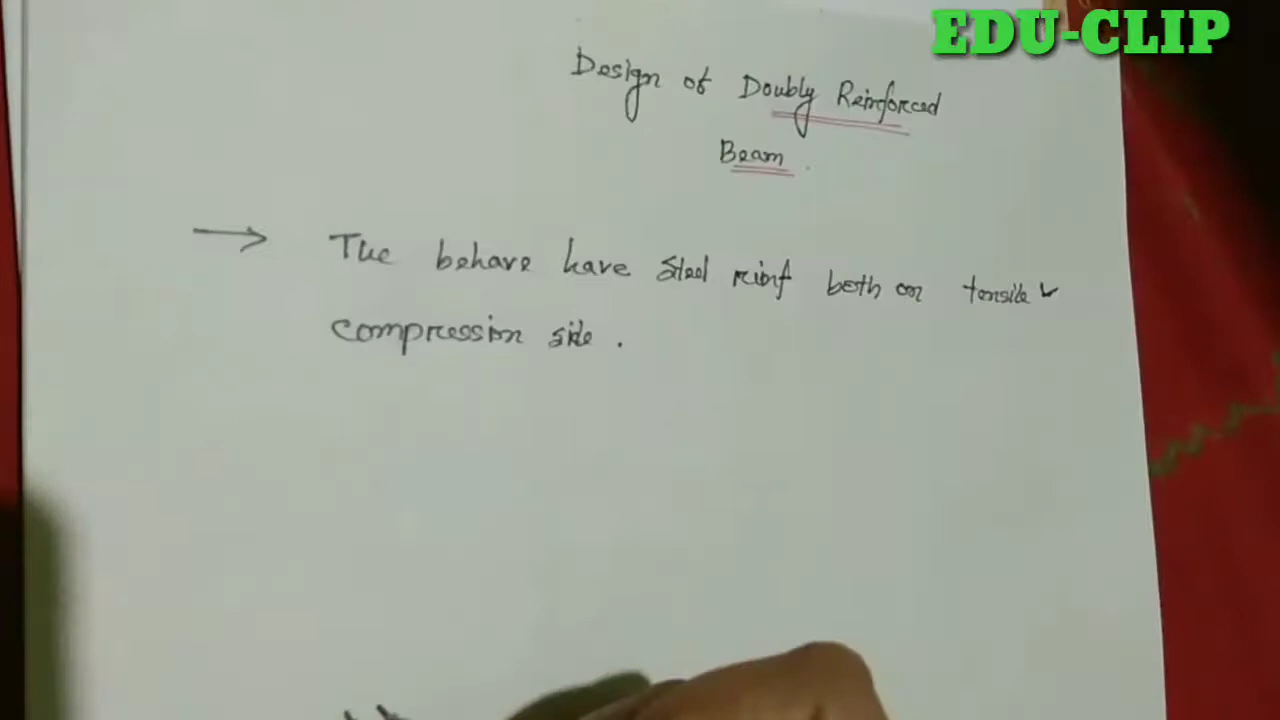 EDU-CLIP
Design of Doubly Reinforced
Beam.
The behave have steel reinf both on tensile &
compression side.